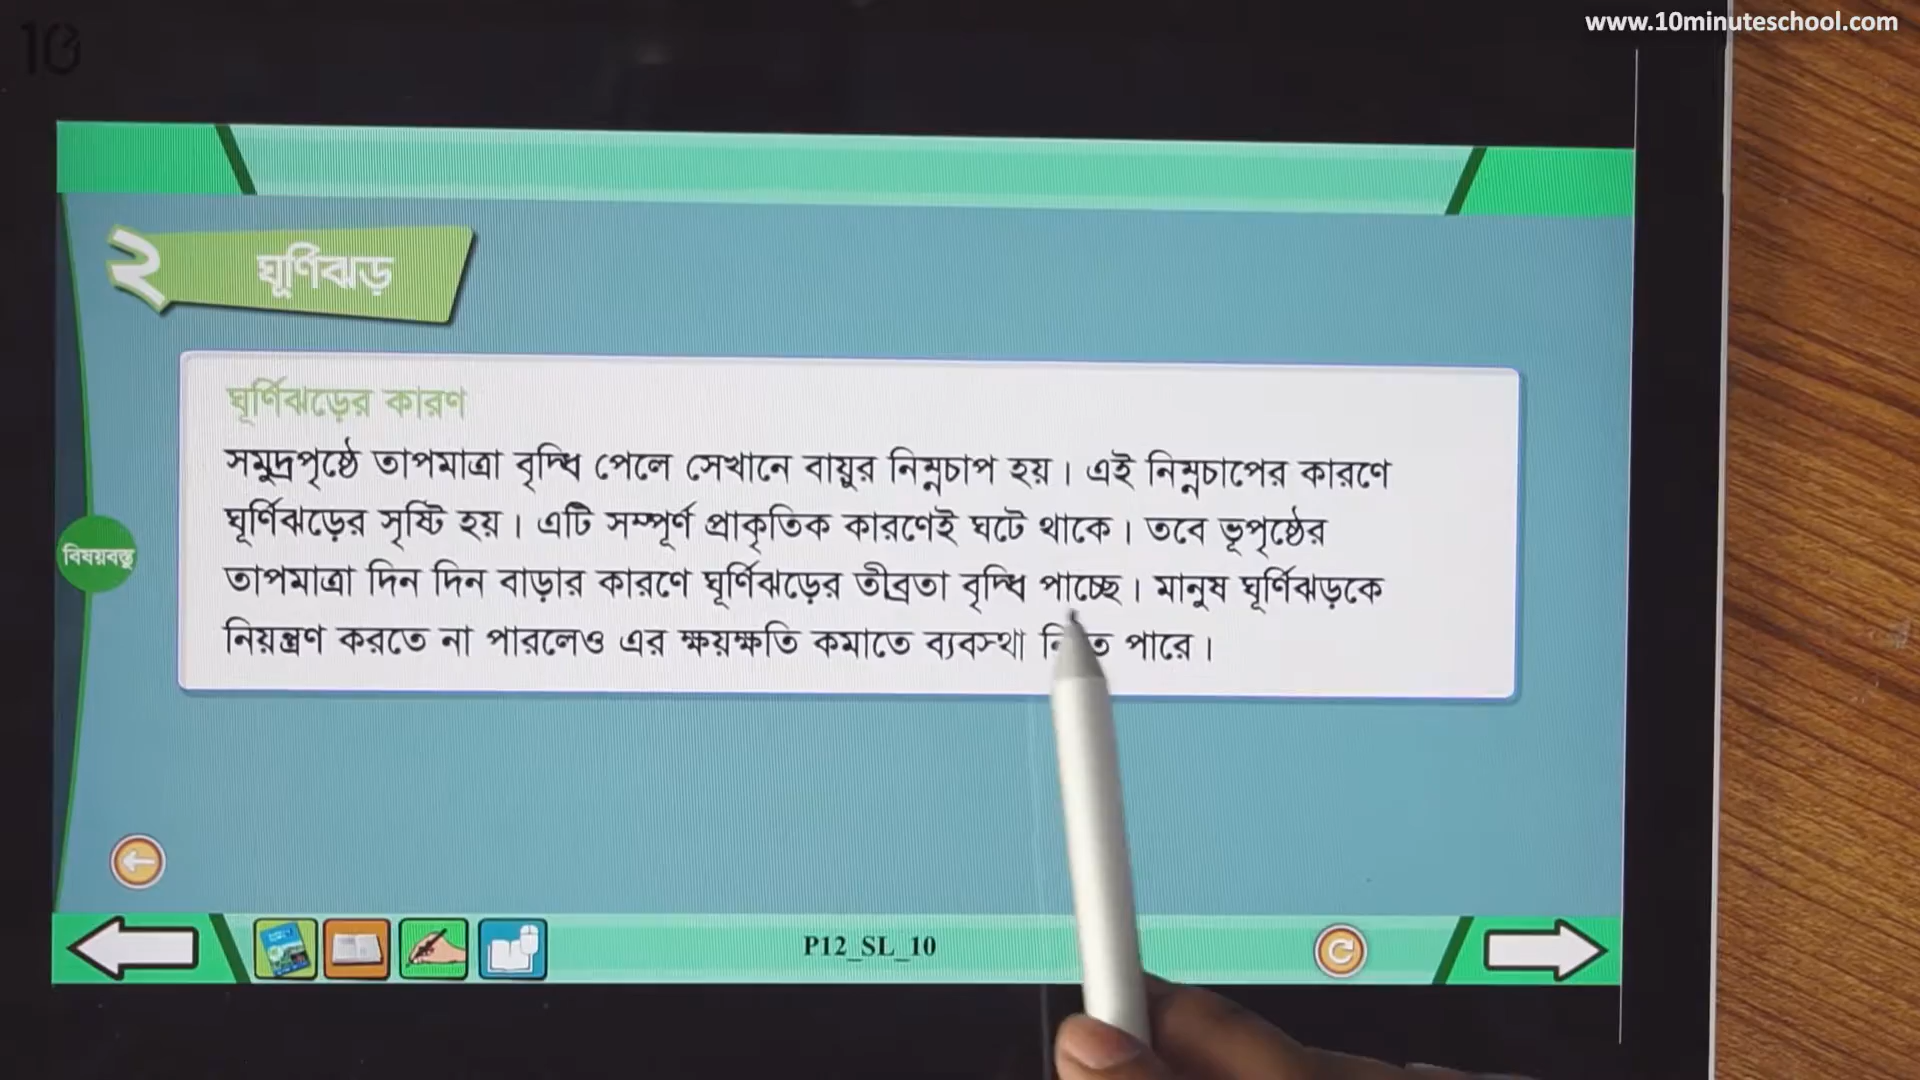 www.10minuteschool.com
10
২ ঘূর্ণিঝড়
ঘূর্ণিঝড়ের কারণ
সমুদ্রপৃষ্ঠে তাপমাত্রা বৃদ্ধি পেলে সেখানে বায়ুর নিম্নচাপ হয়। এই নিম্নচাপের কারণে
ঘূর্ণিঝড়ের সৃষ্টি হয়। এটি সম্পূর্ণ প্রাকৃতিক কারণেই ঘটে থাকে। তবে ভূপৃষ্ঠের
তাপমাত্রা দিন দিন বাড়ার কারণে ঘূর্ণিঝড়ের তীব্রতা বৃদ্ধি পাচ্ছে। মানুষ ঘূর্ণিঝড়কে
নিয়ন্ত্রণ করতে না পারলেও এর ক্ষয়ক্ষতি কমাতে ব্যবস্থা পারে।
বিষয়বস্তু
P12_SL_10